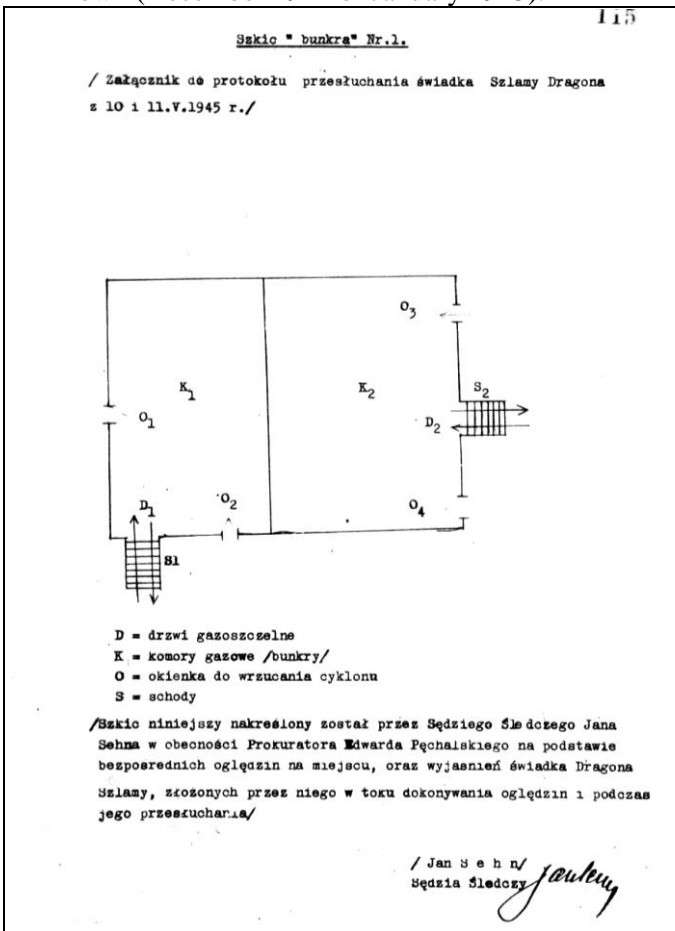 115
Szkic " bunkra" Nr.1.
/ Załącznik do protokołu przesłuchania świadka Szlamy Dragona
z 10 i 11.V.1945 r./
O3
K1
K2
S2
O1
D2
D1
O2
O4
S1
D = drzwi gazoszczelne
K = komory gazowe /bunkry/
O = okienka do wrzucania cyklonu
S = schody
/Szkic niniejszy nakreślony został przez Sędziego Śledczego Jana
Sehna w obecności Prokuratora Edwarda Pęchalskiego na podstawie
bezpośrednich oględzin na miejscu, oraz wyjaśnień świadka Dragona
Szlamy, złożonych przez niego w toku dokonywania oględzin i podczas
jego przesłuchania/
/ Jan S e h n/
Sędzia Śledczy